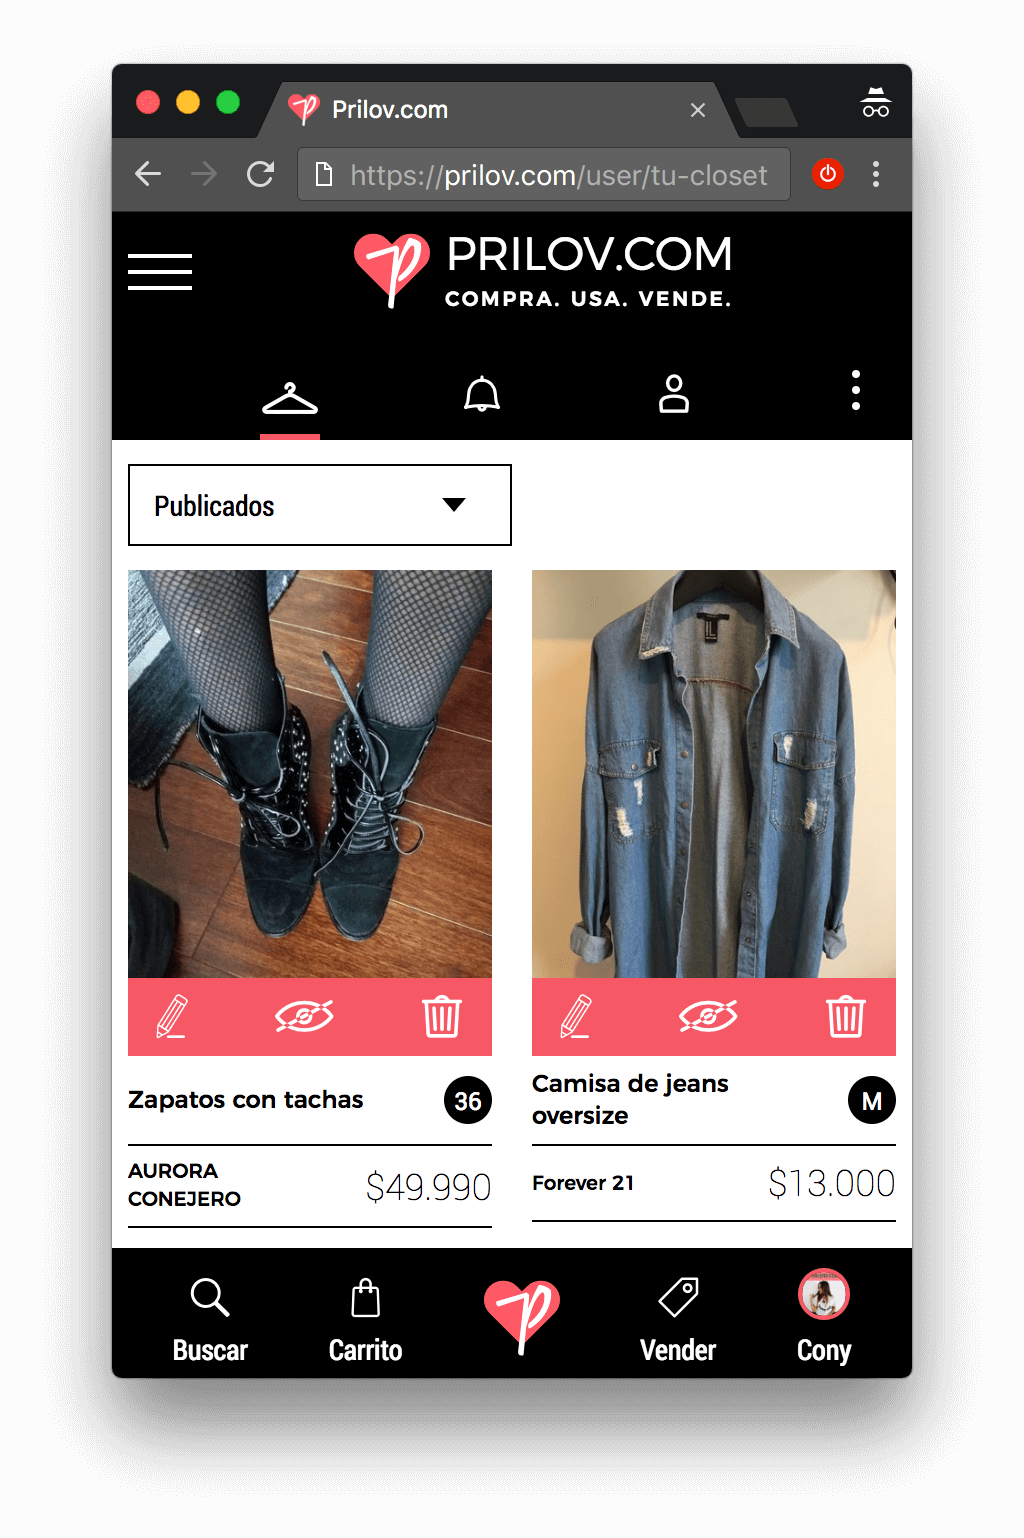 Prilov.com
https://prilov.com/user/tu-closet
PRILOV.COM
COMPRA. USA. VENDE.
Publicados
Zapatos con tachas
36
AURORA
CONEJERO
$49.990
Camisa de jeans
oversize
M
Forever 21
$13.000
Buscar
Carrito
Vender
Cony